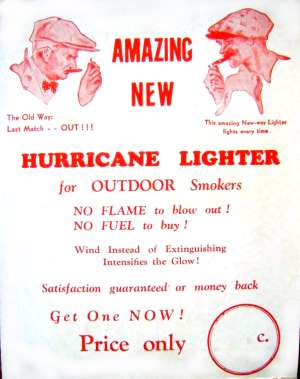 AMAZING
NEW
The Old Way:
Last Match -- OUT!!!
This amazing New-way Lighter
lights every time
HURRICANE LIGHTER
for OUTDOOR Smokers
NO FLAME to blow out!
NO FUEL to buy!
Wind Instead of Extinguishing
Intensifies the Glow!
Satisfaction guaranteed or money back
Get One NOW!
Price only
c.